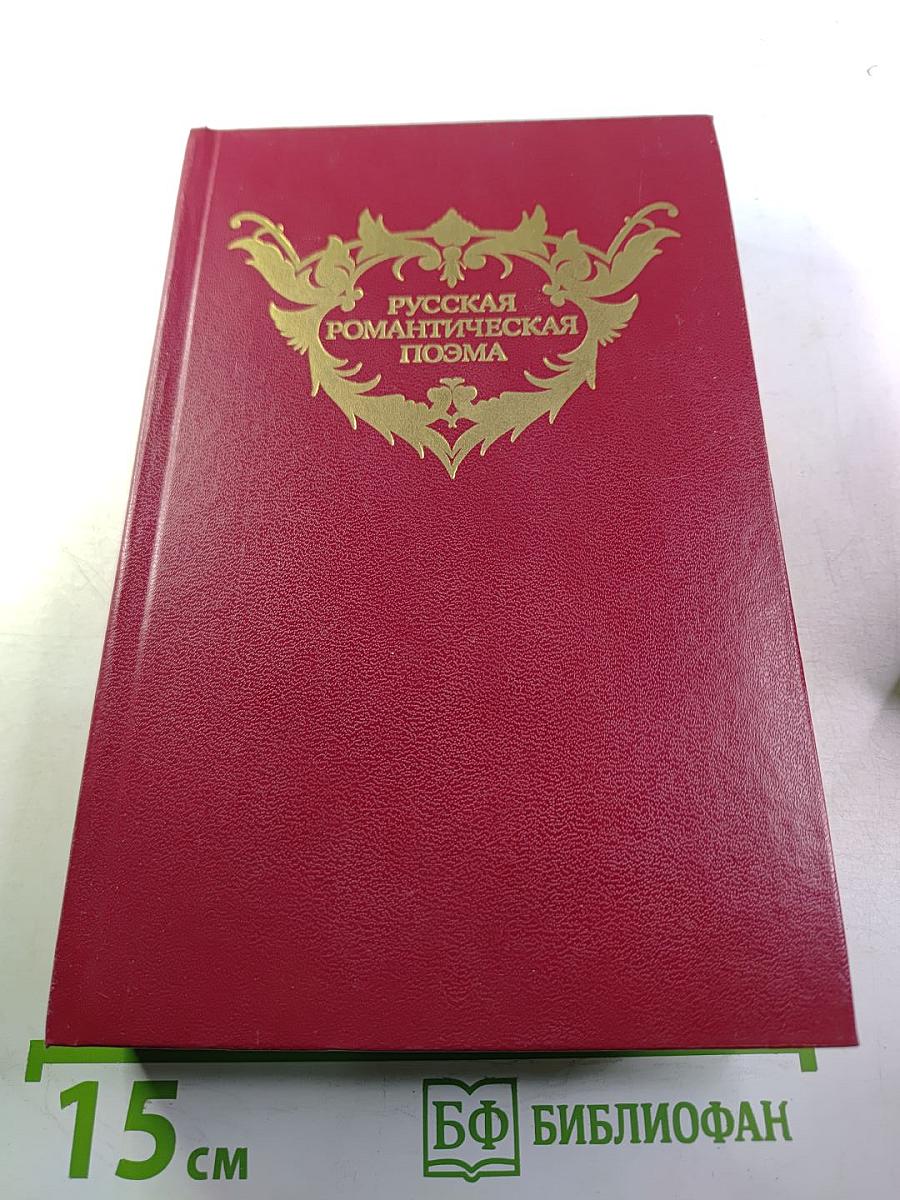 РУССКАЯ
РОМАНТИЧЕСКАЯ
ПОЭМА
15 см
БФ БИБЛИОФАН